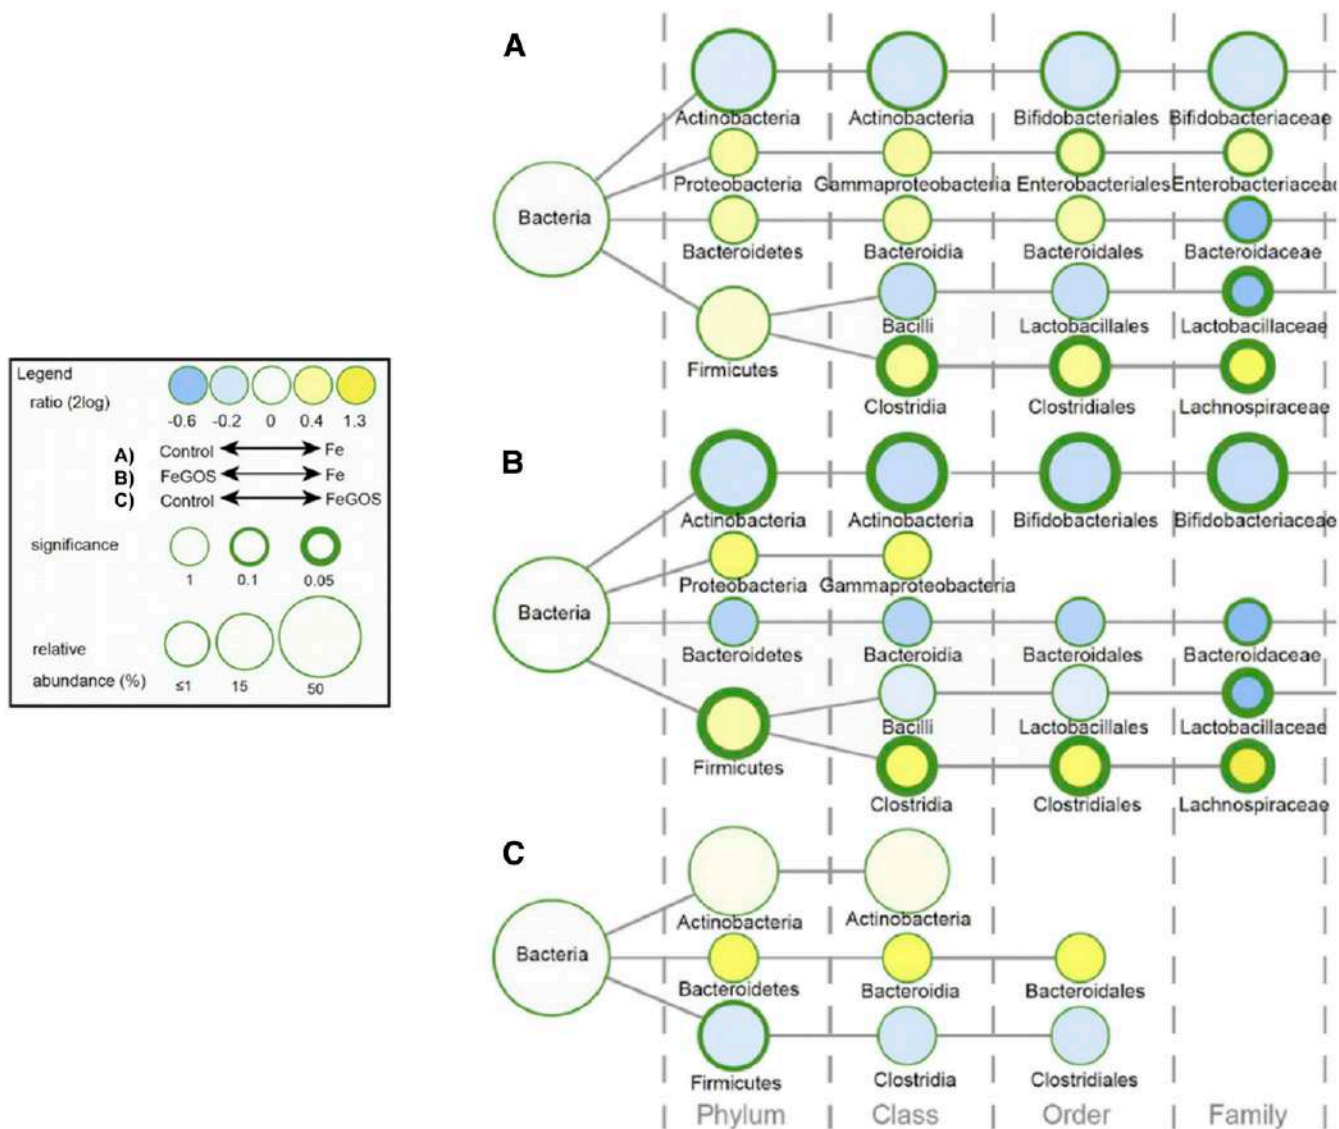 A
Actinobacteria Actinobacteria Bifidobacteriales Bifidobacteriaceae
Proteobacteria Gammaproteobacteria Enterobacteriales Enterobacteriacea
Bacteria
Bacteroidetes Bacteroidia Bacteroidales Bacteroidaceae
Bacilli Lactobacillales Lactobacillaceae
Firmicutes
Clostridia Clostridiales Lachnospiraceae
Legend
ratio (2log)
-0.6 -0.2 0 0.4 1.3
A) Control Fe
B) FeGOS Fe
C) Control FeGOS
significance
1 0.1 0.05
relative
abundance (%)
≤1 15 50
B
Actinobacteria Actinobacteria Bifidobacteriales Bifidobacteriaceae
Proteobacteria Gammaproteobacteria
Bacteria
Bacteroidetes Bacteroidia Bacteroidales Bacteroidaceae
Bacilli Lactobacillales Lactobacillaceae
Firmicutes
Clostridia Clostridiales Lachnospiraceae
C
Actinobacteria Actinobacteria
Bacteria
Bacteroidetes Bacteroidia Bacteroidales
Firmicutes Clostridia Clostridiales
Phylum Class Order Family